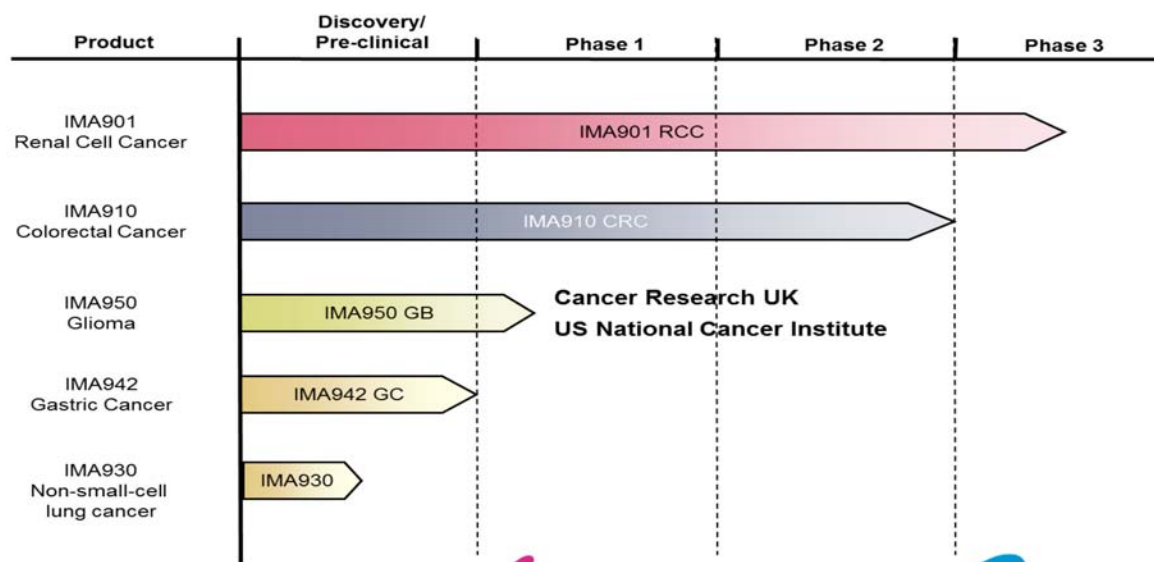 Product
Discovery/
Pre-clinical
Phase 1
Phase 2
Phase 3
IMA901
Renal Cell Cancer
IMA901 RCC
IMA910
Colorectal Cancer
IMA910 CRC
IMA950
Glioma
IMA950 GB
Cancer Research UK
US National Cancer Institute
IMA942
Gastric Cancer
IMA942 GC
IMA930
Non-small-cell
lung cancer
IMA930